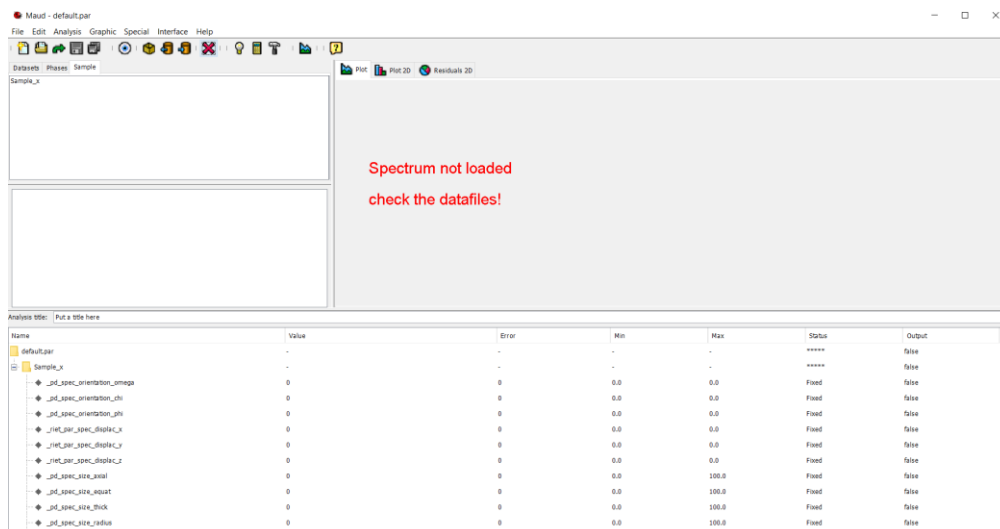 Maud - default.par
File Edit Analysis Graphic Special Interface Help
Datasets Phases Sample
Sample_x
Plot Plot 2D Residuals 2D
Spectrum not loaded
check the datafiles!
Analysis title: Put a title here
Name Value Error Min Max Status Output
default.par - - - - ***** false
Sample_x - - - - ***** false
_pd_spec_orientation_omega 0 0 0.0 0.0 Fixed false
_pd_spec_orientation_chi 0 0 0.0 0.0 Fixed false
_pd_spec_orientation_phi 0 0 0.0 0.0 Fixed false
_riet_par_spec_displac_x 0 0 0.0 0.0 Fixed false
_riet_par_spec_displac_y 0 0 0.0 0.0 Fixed false
_riet_par_spec_displac_z 0 0 0.0 0.0 Fixed false
_pd_spec_size_axial 0 0 0.0 100.0 Fixed false
_pd_spec_size_equat 0 0 0.0 100.0 Fixed false
_pd_spec_size_thick 0 0 0.0 100.0 Fixed false
_pd_spec_size_radius 0 0 0.0 100.0 Fixed false